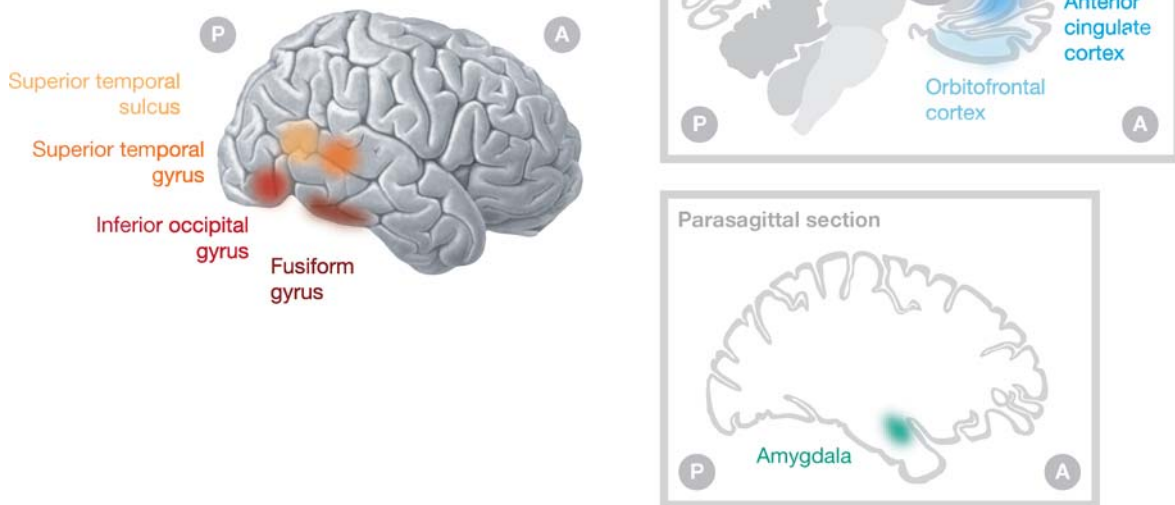 P
A
Superior temporal
sulcus
Superior temporal
gyrus
Inferior occipital
gyrus
Fusiform
gyrus
Anterior
cingulate
cortex
Orbitofrontal
cortex
P
A
Parasagittal section
Amygdala
P
A